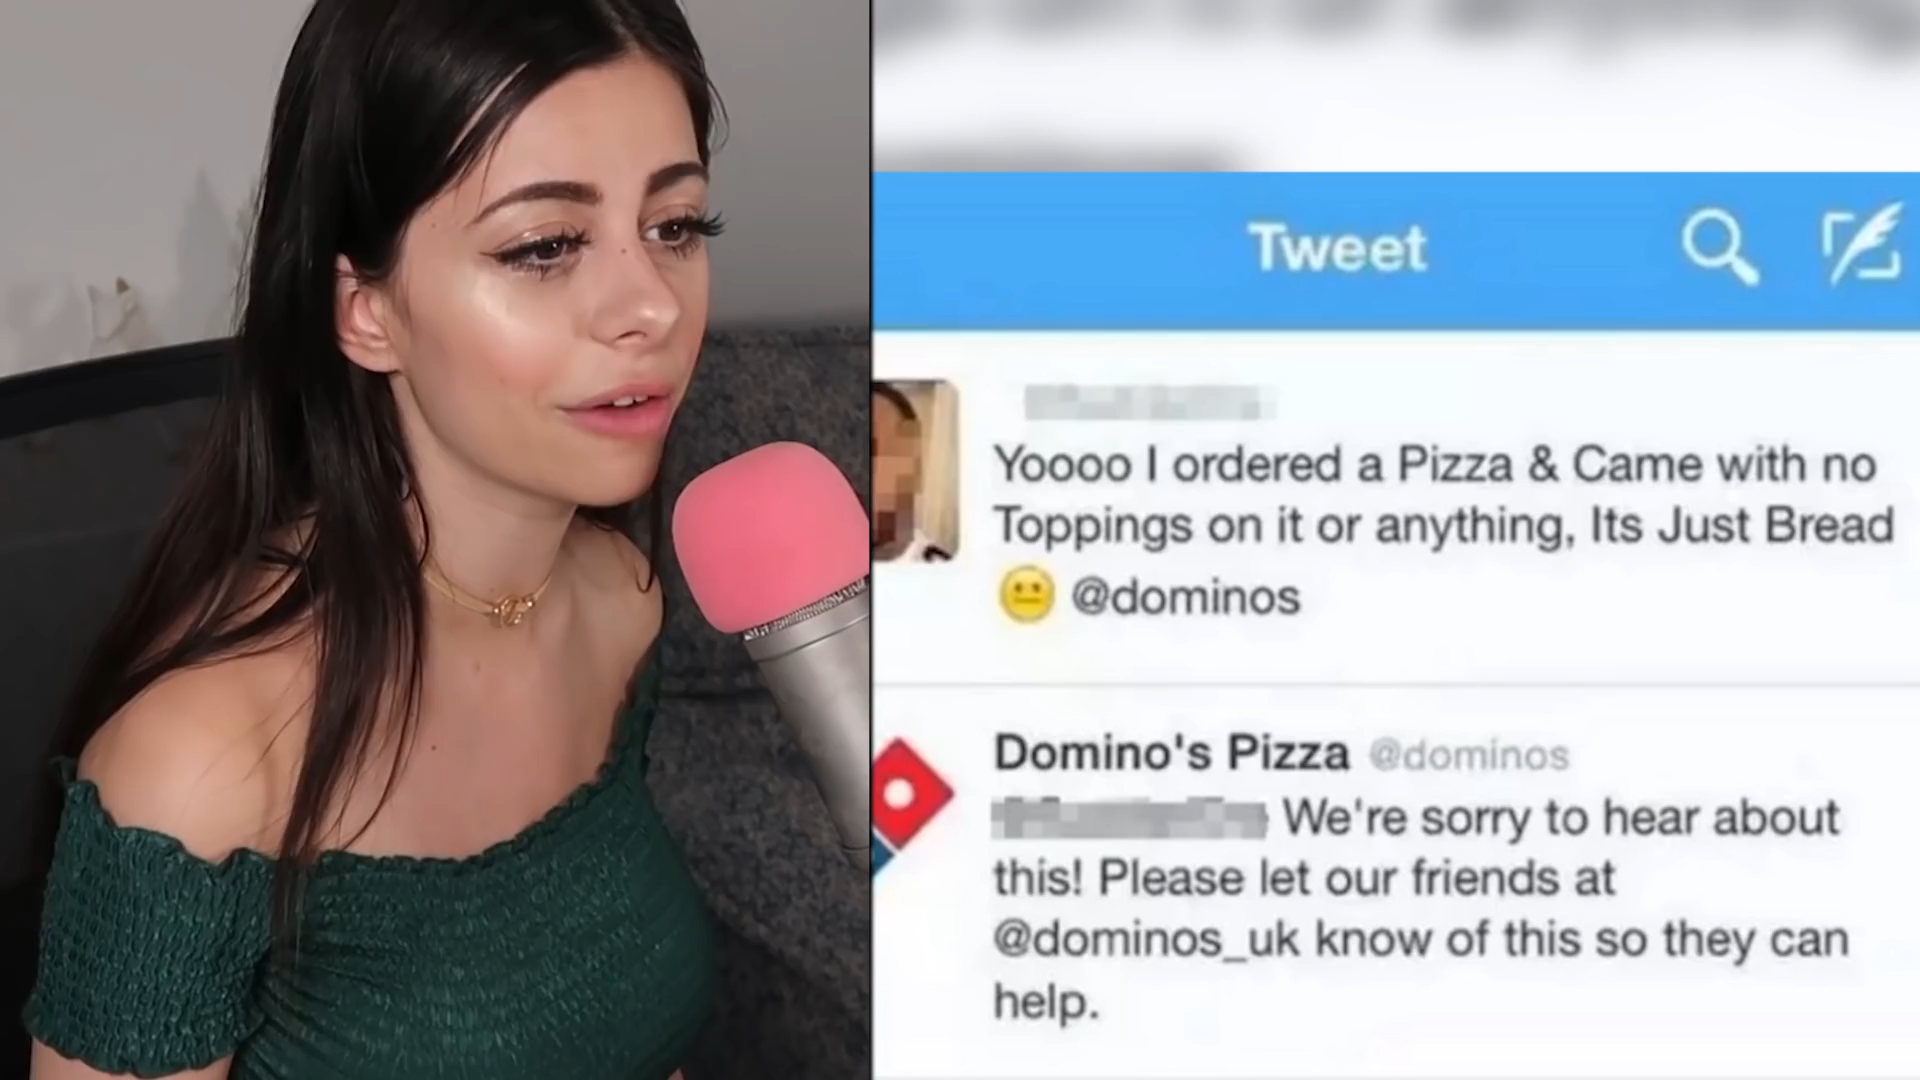 Tweet
Yoooo I ordered a Pizza & Came with no
Toppings on it or anything, Its Just Bread
😐 @dominos
Domino's Pizza @dominos
We're sorry to hear about
this! Please let our friends at
@dominos_uk know of this so they can
help.